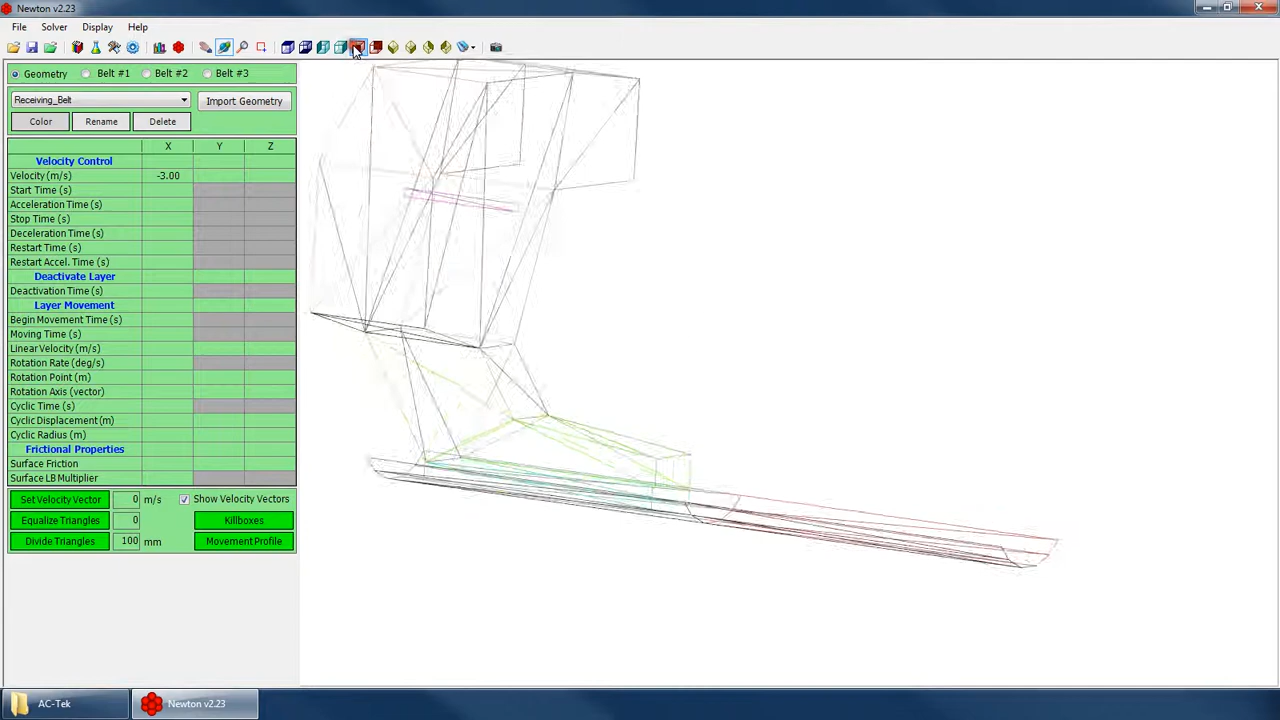 Newton v2.23
File Solver Display Help
Geometry Belt #1 Belt #2 Belt #3
Receiving_Belt Import Geometry
Color Rename Delete
X Y Z
Velocity Control
Velocity (m/s) -3.00
Start Time (s)
Acceleration Time (s)
Stop Time (s)
Deceleration Time (s)
Restart Time (s)
Restart Accel. Time (s)
Deactivate Layer
Deactivation Time (s)
Layer Movement
Begin Movement Time (s)
Moving Time (s)
Linear Velocity (m/s)
Rotation Rate (deg/s)
Rotation Point (m)
Rotation Axis (vector)
Cyclic Time (s)
Cyclic Displacement (m)
Cyclic Radius (m)
Frictional Properties
Surface Friction
Surface LB Multiplier
Set Velocity Vector 0 m/s Show Velocity Vectors
Equalize Triangles 0 Killboxes
Divide Triangles 100 mm Movement Profile
AC-Tek Newton v2.23